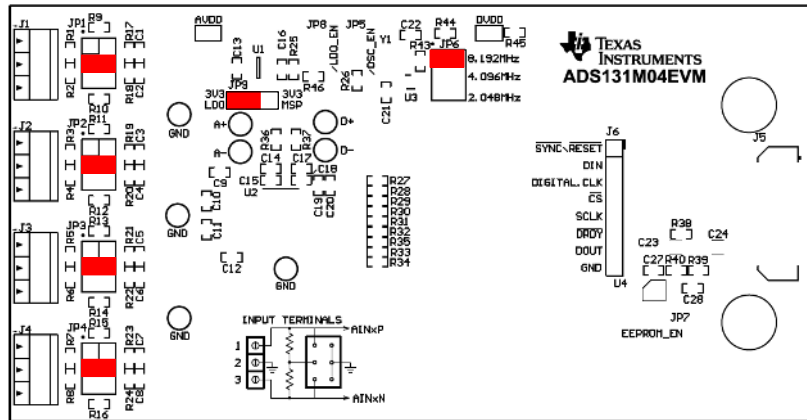 J1
R9
JP1
R1
R17
C1
R2
R18
C2
R10
J2
R11
JP2
R3
R19
C3
R4
R20
C4
R12
J3
R13
JP3
R5
R21
C5
R6
R22
C6
R14
J4
R15
JP4
R7
R23
C7
R8
R24
C8
R16
AVDD
JP8
/LDO_EN
JP5
/OSC_EN
Y1
C22
R44
DVDD
R45
C13
U1
C16
R25
R46
R26
C21
R43
JP6
8.192MHz
4.096MHz
2.048MHz
U3
JP9
3V3 3V3
LDO MSP
GND
A+
D+
A-
D-
R36
R37
C14
C17
C9
C15
C18
U2
C19
C20
C10
GND
C11
C12
GND
GND
R27
R28
R29
R30
R31
R32
R35
R33
R34
INPUT TERMINALS
1
2
3
AINxP
AINxN
TEXAS
INSTRUMENTS
ADS131M04EVM
J6
J5
SYNC\RESET
DIN
DIGITAL.CLK
CS
SCLK
DRDY
DOUT
GND
U4
R38
C23
C24
C27
R40
R39
C28
JP7
EEPROM_EN